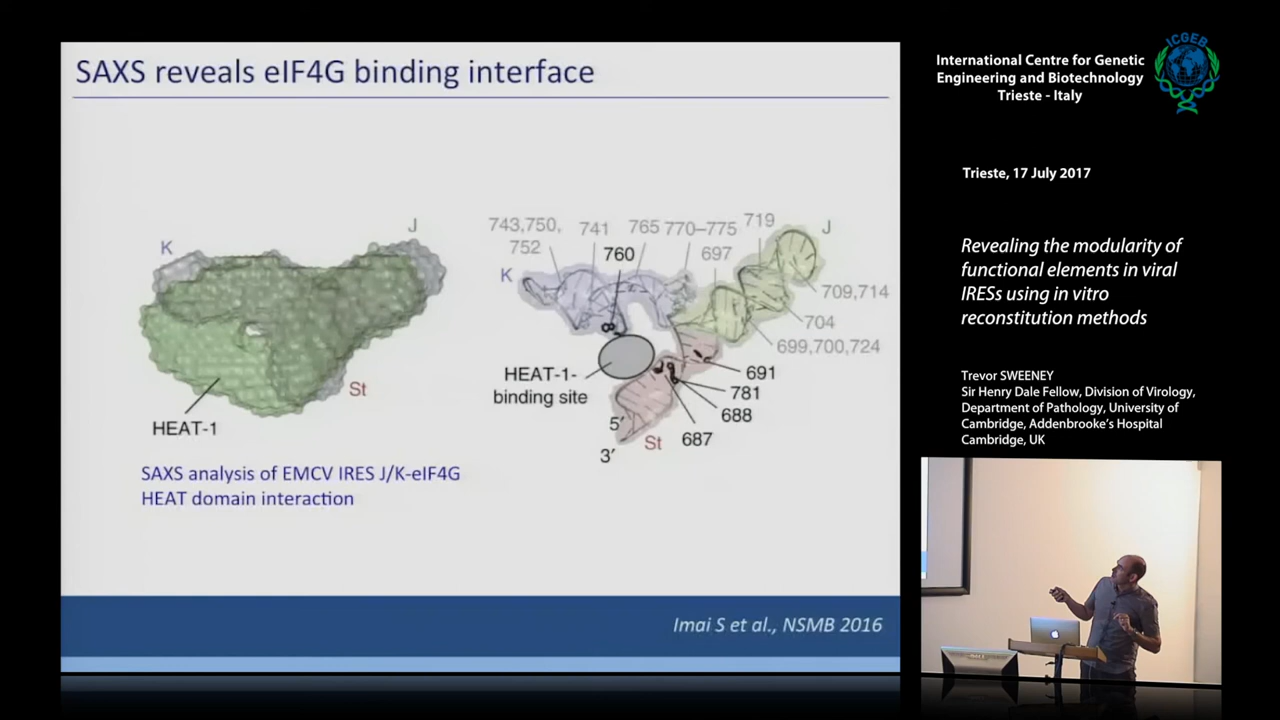 SAXS reveals eIF4G binding interface
K
J
HEAT-1
St
SAXS analysis of EMCV IRES J/K-eIF4G
HEAT domain interaction
743,750,
752
741
765
770–775
719
760
697
J
K
709,714
704
699,700,724
HEAT-1-
binding site
691
781
688
687
5′
3′
St
Imai S et al., NSMB 2016
International Centre for Genetic
Engineering and Biotechnology
Trieste - Italy
ICGEB
Trieste, 17 July 2017
Revealing the modularity of
functional elements in viral
IRESs using in vitro
reconstitution methods
Trevor SWEENEY
Sir Henry Dale Fellow, Division of Virology,
Department of Pathology, University of
Cambridge, Addenbrooke's Hospital
Cambridge, UK